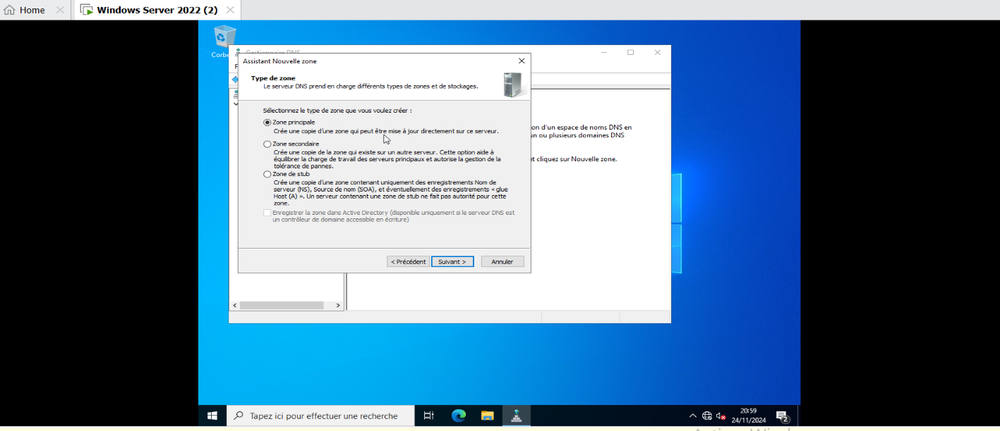 Home
Windows Server 2022 (2)
Gestionnaire DNS
Assistant Nouvelle zone
Type de zone
Le serveur DNS prend en charge différents types de zones et de stockages.
Sélectionnez le type de zone que vous voulez créer :
Zone principale
Crée une copie d'une zone qui peut être mise à jour directement sur ce serveur.
Zone secondaire
Crée une copie de la zone qui existe sur un autre serveur. Cette option aide à
équilibrer la charge de travail des serveurs principaux et autorise la gestion de la
tolérance de pannes.
Zone de stub
Crée une copie d'une zone contenant uniquement des enregistrements Nom de
serveur (NS), Source de nom (SOA), et éventuellement des enregistrements « glue
Host (A) ». Un serveur contenant une zone de stub ne fait pas autorité pour cette
zone.
Enregistrer la zone dans Active Directory (disponible uniquement si le serveur DNS est
un contrôleur de domaine accessible en écriture)
< Précédent
Suivant >
Annuler
on d'un espace de noms DNS en
un ou plusieurs domaines DNS
et cliquez sur Nouvelle zone.
Tapez ici pour effectuer une recherche
20:59
24/11/2024
2